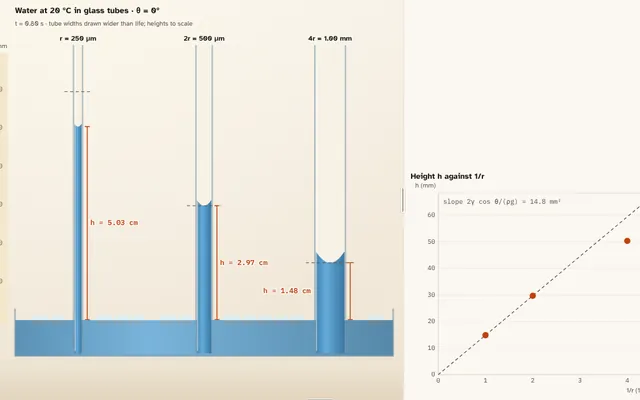 Water at 20 °C in glass tubes · θ = 0°
t = 0.80 s · tube widths drawn wider than life; heights to scale
r = 250 µm
2r = 500 µm
4r = 1.00 mm
h = 5.03 cm
h = 2.97 cm
h = 1.48 cm
Height h against 1/r
h (mm)
slope 2γ cos θ/(ρg) = 14.8 mm²
60
50
40
30
20
10
0
0
1
2
3
4